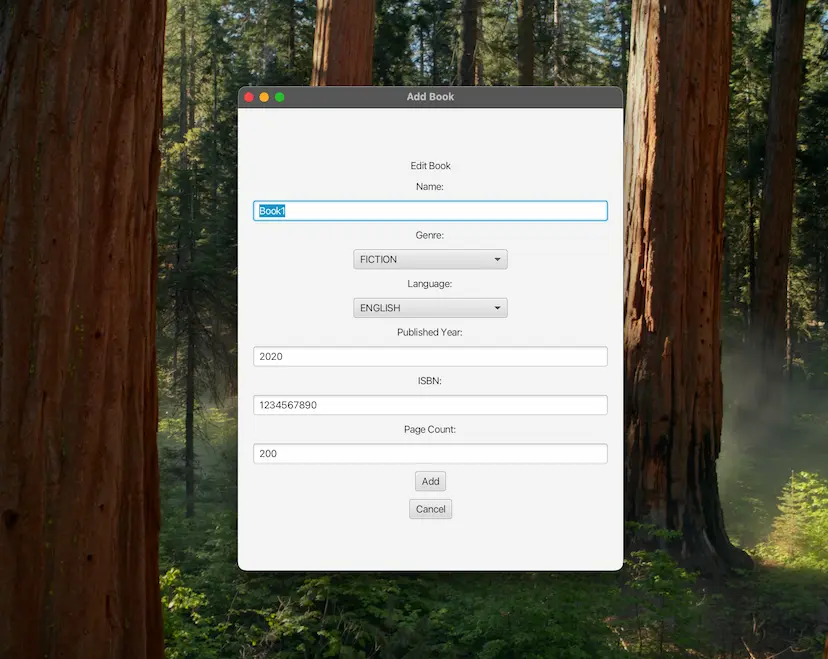 Add Book
Edit Book
Name:
Book1
Genre:
FICTION
Language:
ENGLISH
Published Year:
2020
ISBN:
1234567890
Page Count:
200
Add
Cancel